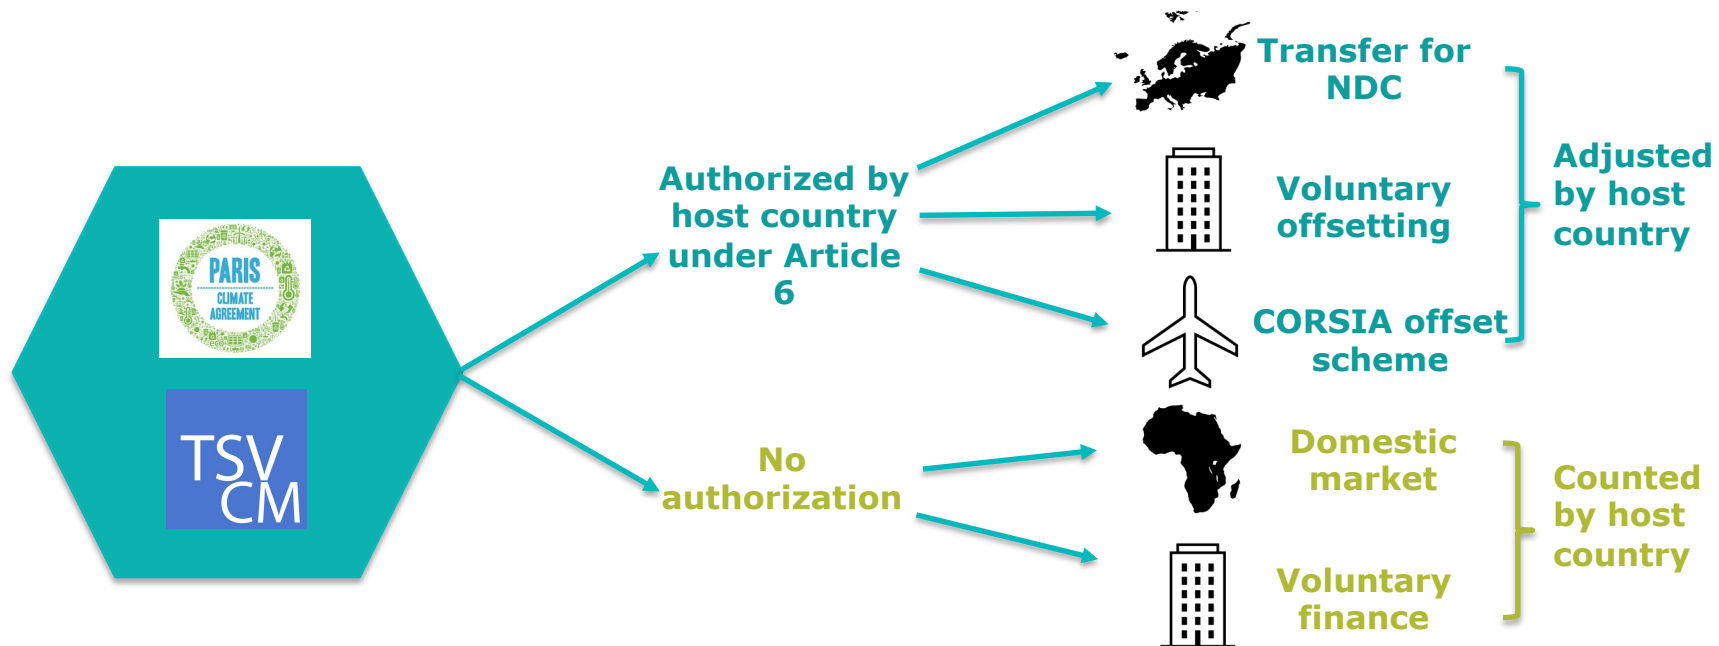 PARIS
CLIMATE
AGREEMENT
TSV
CM
Authorized by
host country
under Article
6
No
authorization
Transfer for
NDC
Voluntary
offsetting
CORSIA offset
scheme
Domestic
market
Voluntary
finance
Adjusted
by host
country
Counted
by host
country